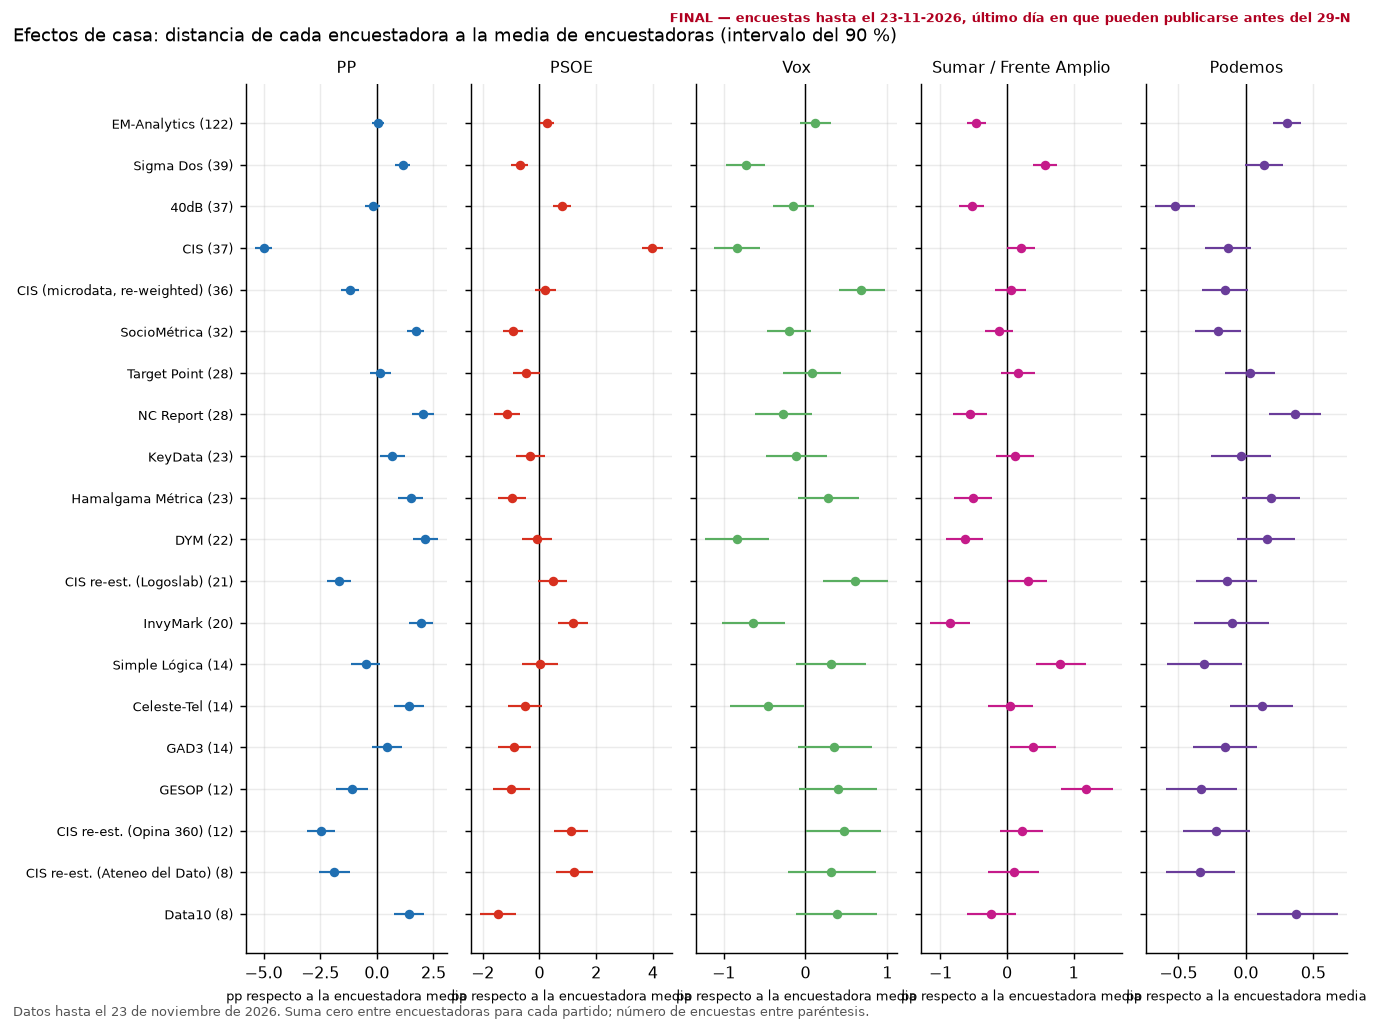 FINAL — encuestas hasta el 23-11-2026, último día en que pueden publicarse antes del 29-N
Efectos de casa: distancia de cada encuestadora a la media de encuestadoras (intervalo del 90 %)
PP
PSOE
Vox
Sumar / Frente Amplio
Podemos
EM-Analytics (122)
Sigma Dos (39)
40dB (37)
CIS (37)
CIS (microdata, re-weighted) (36)
SocioMétrica (32)
Target Point (28)
NC Report (28)
KeyData (23)
Hamalgama Métrica (23)
DYM (22)
CIS re-est. (Logoslab) (21)
InvyMark (20)
Simple Lógica (14)
Celeste-Tel (14)
GAD3 (14)
GESOP (12)
CIS re-est. (Opina 360) (12)
CIS re-est. (Ateneo del Dato) (8)
Data10 (8)
−5.0 −2.5 0.0 2.5
−2 0 2 4
−1 0 1
−1 0 1
−0.5 0.0 0.5
pp respecto a la encuestadora media
pp respecto a la encuestadora media
pp respecto a la encuestadora media
pp respecto a la encuestadora media
pp respecto a la encuestadora media
Datos hasta el 23 de noviembre de 2026. Suma cero entre encuestadoras para cada partido; número de encuestas entre paréntesis.